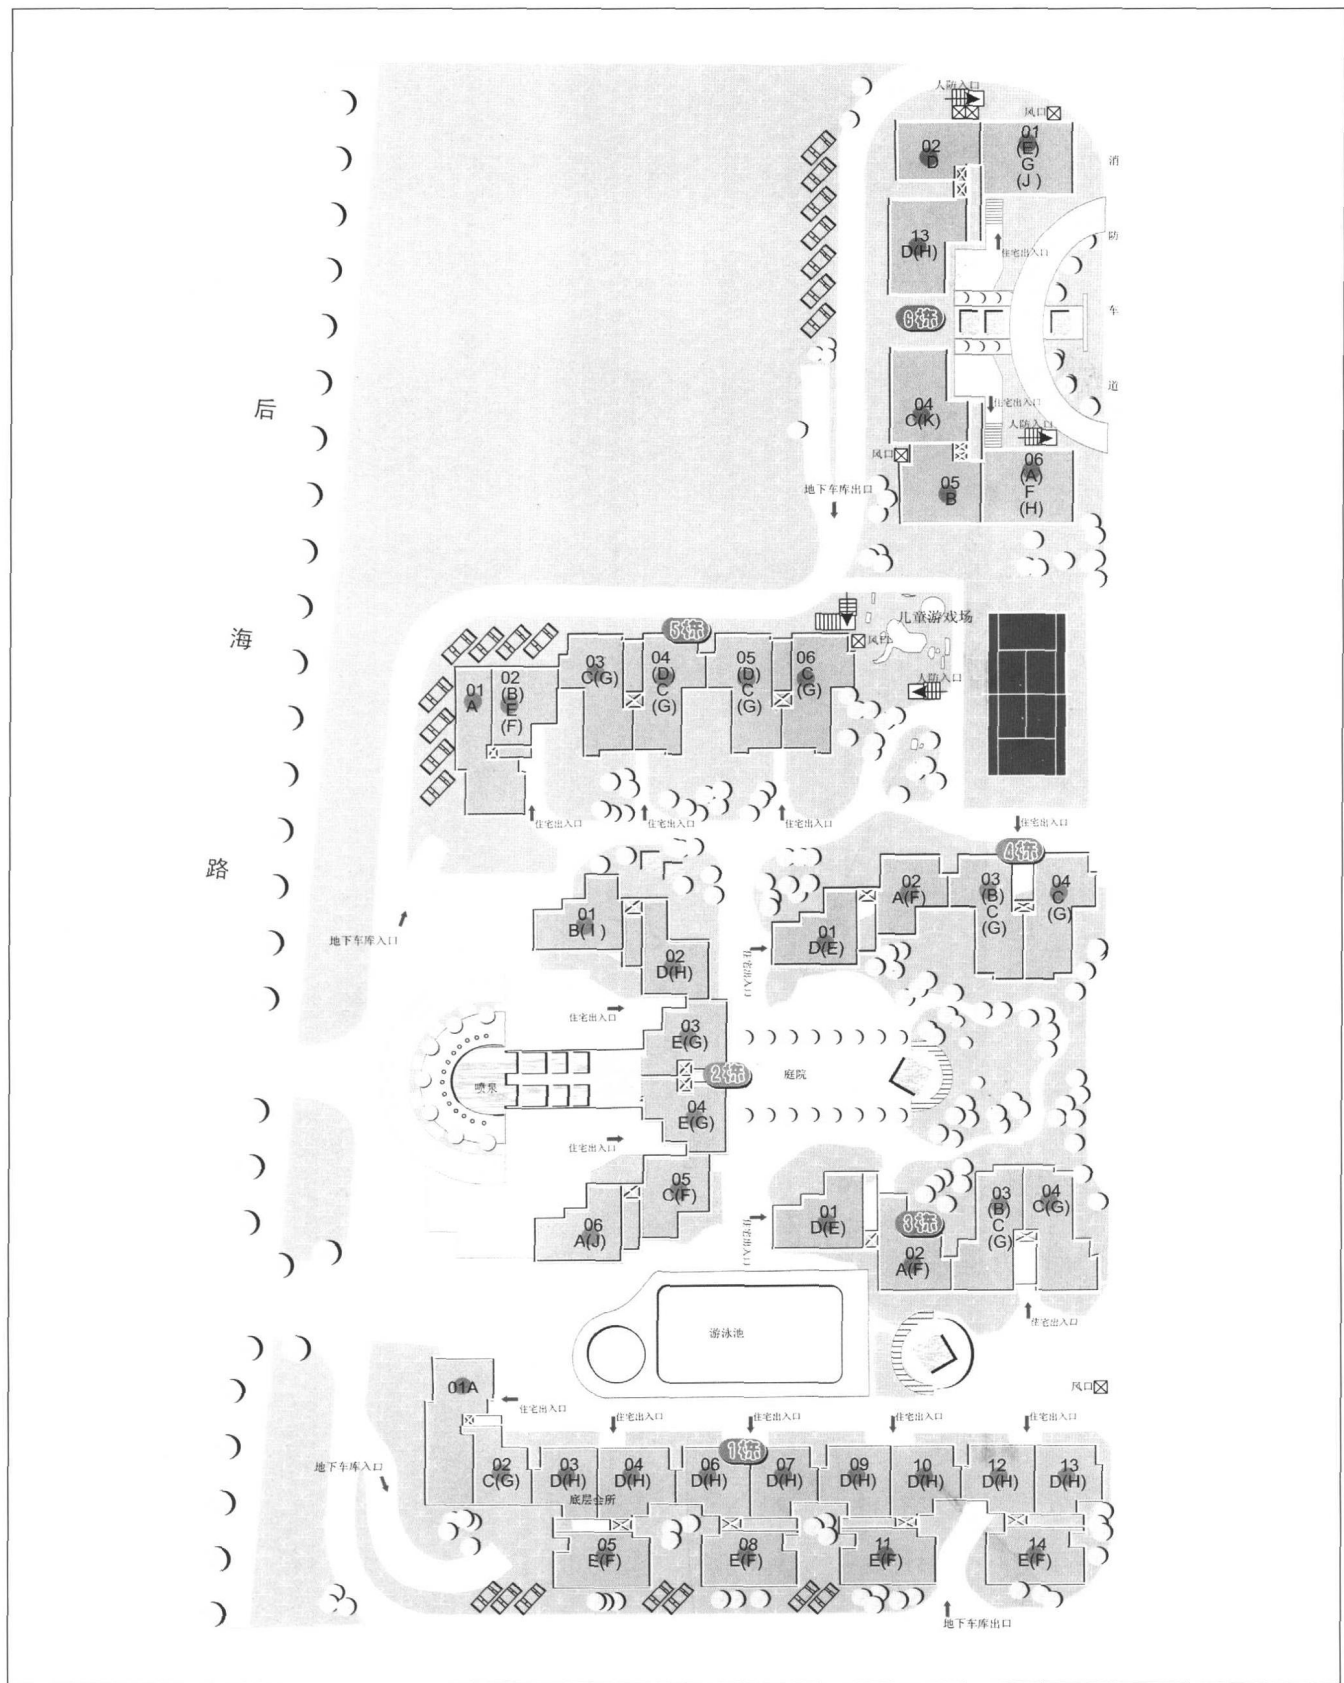 人防入口
风口
02
D
01
(E)
G
(J)
消
防
车
道
13
D(H)
住宅出入口
6栋
04
C(K)
住宅出入口
人防入口
风口
05
B
06
(A)
F
(H)
后
海
路
地下车库出口
儿童游戏场
风口
人防入口
5栋
01
A
02
(B)
E
(F)
03
C(G)
04
(D)
C
(G)
05
(D)
C
(G)
06
C
(G)
住宅出入口
住宅出入口
住宅出入口
住宅出入口
4栋
01
D(E)
02
A(F)
03
(B)
C
(G)
04
C
(G)
住宅出入口
地下车库入口
01
B(I)
02
D(H)
住宅出入口
03
E(G)
2栋
庭院
喷泉
04
E(G)
住宅出入口
05
C(F)
06
A(J)
01
D(E)
3栋
02
A(F)
03
(B)
C
(G)
04
C(G)
住宅出入口
住宅出入口
游泳池
风口
01A
住宅出入口
住宅出入口
住宅出入口
住宅出入口
住宅出入口
1栋
地下车库入口
02
C(G)
03
D(H)
04
D(H)
06
D(H)
07
D(H)
09
D(H)
10
D(H)
12
D(H)
13
D(H)
底层会所
05
E(F)
08
E(F)
11
E(F)
14
E(F)
地下车库出口